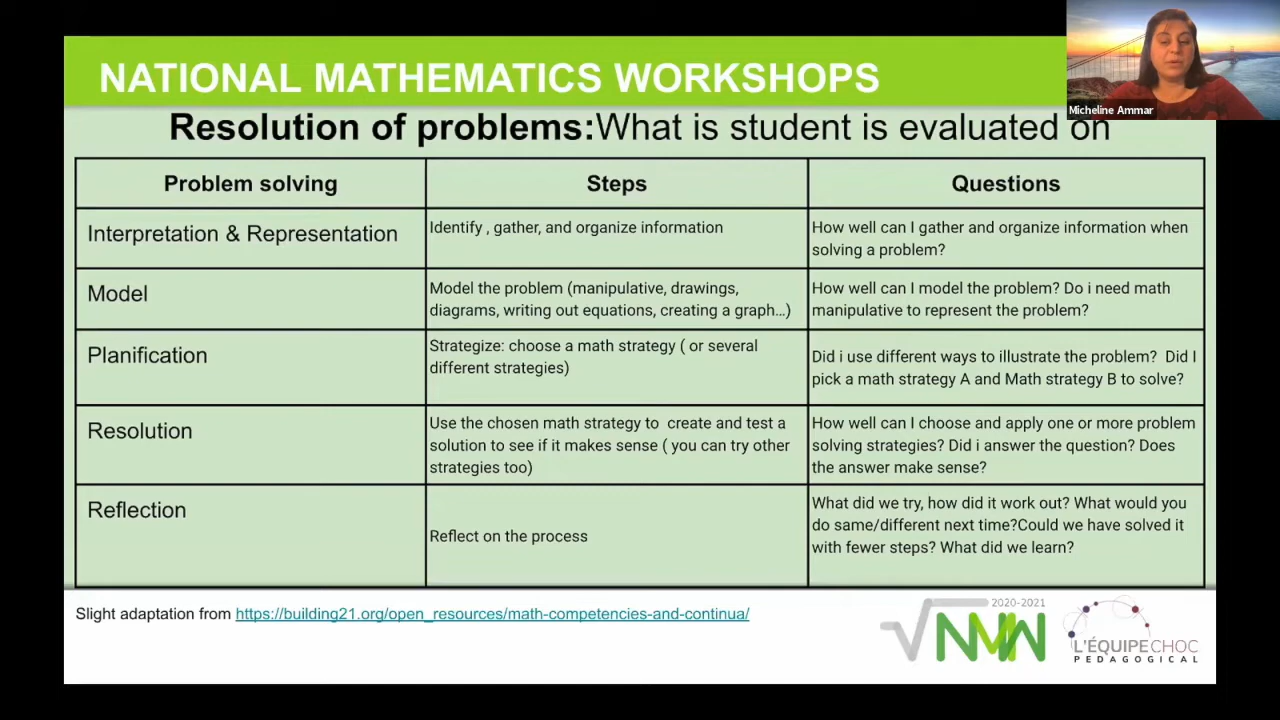 NATIONAL MATHEMATICS WORKSHOPS
Micheline Ammar
Resolution of problems:What is student is evaluated on
Problem solving
Steps
Questions
Interpretation & Representation
Identify , gather, and organize information
How well can I gather and organize information when
solving a problem?
Model
Model the problem (manipulative, drawings,
diagrams, writing out equations, creating a graph…)
How well can I model the problem? Do i need math
manipulative to represent the problem?
Planification
Strategize: choose a math strategy ( or several
different strategies)
Did i use different ways to illustrate the problem? Did I
pick a math strategy A and Math strategy B to solve?
Resolution
Use the chosen math strategy to create and test a
solution to see if it makes sense ( you can try other
strategies too)
How well can I choose and apply one or more problem
solving strategies? Did i answer the question? Does
the answer make sense?
Reflection
Reflect on the process
What did we try, how did it work out? What would you
do same/different next time?Could we have solved it
with fewer steps? What did we learn?
Slight adaptation from https://building21.org/open_resources/math-competencies-and-continua/
2020-2021
NMW
L'ÉQUIPECHOC
PEDAGOGICAL